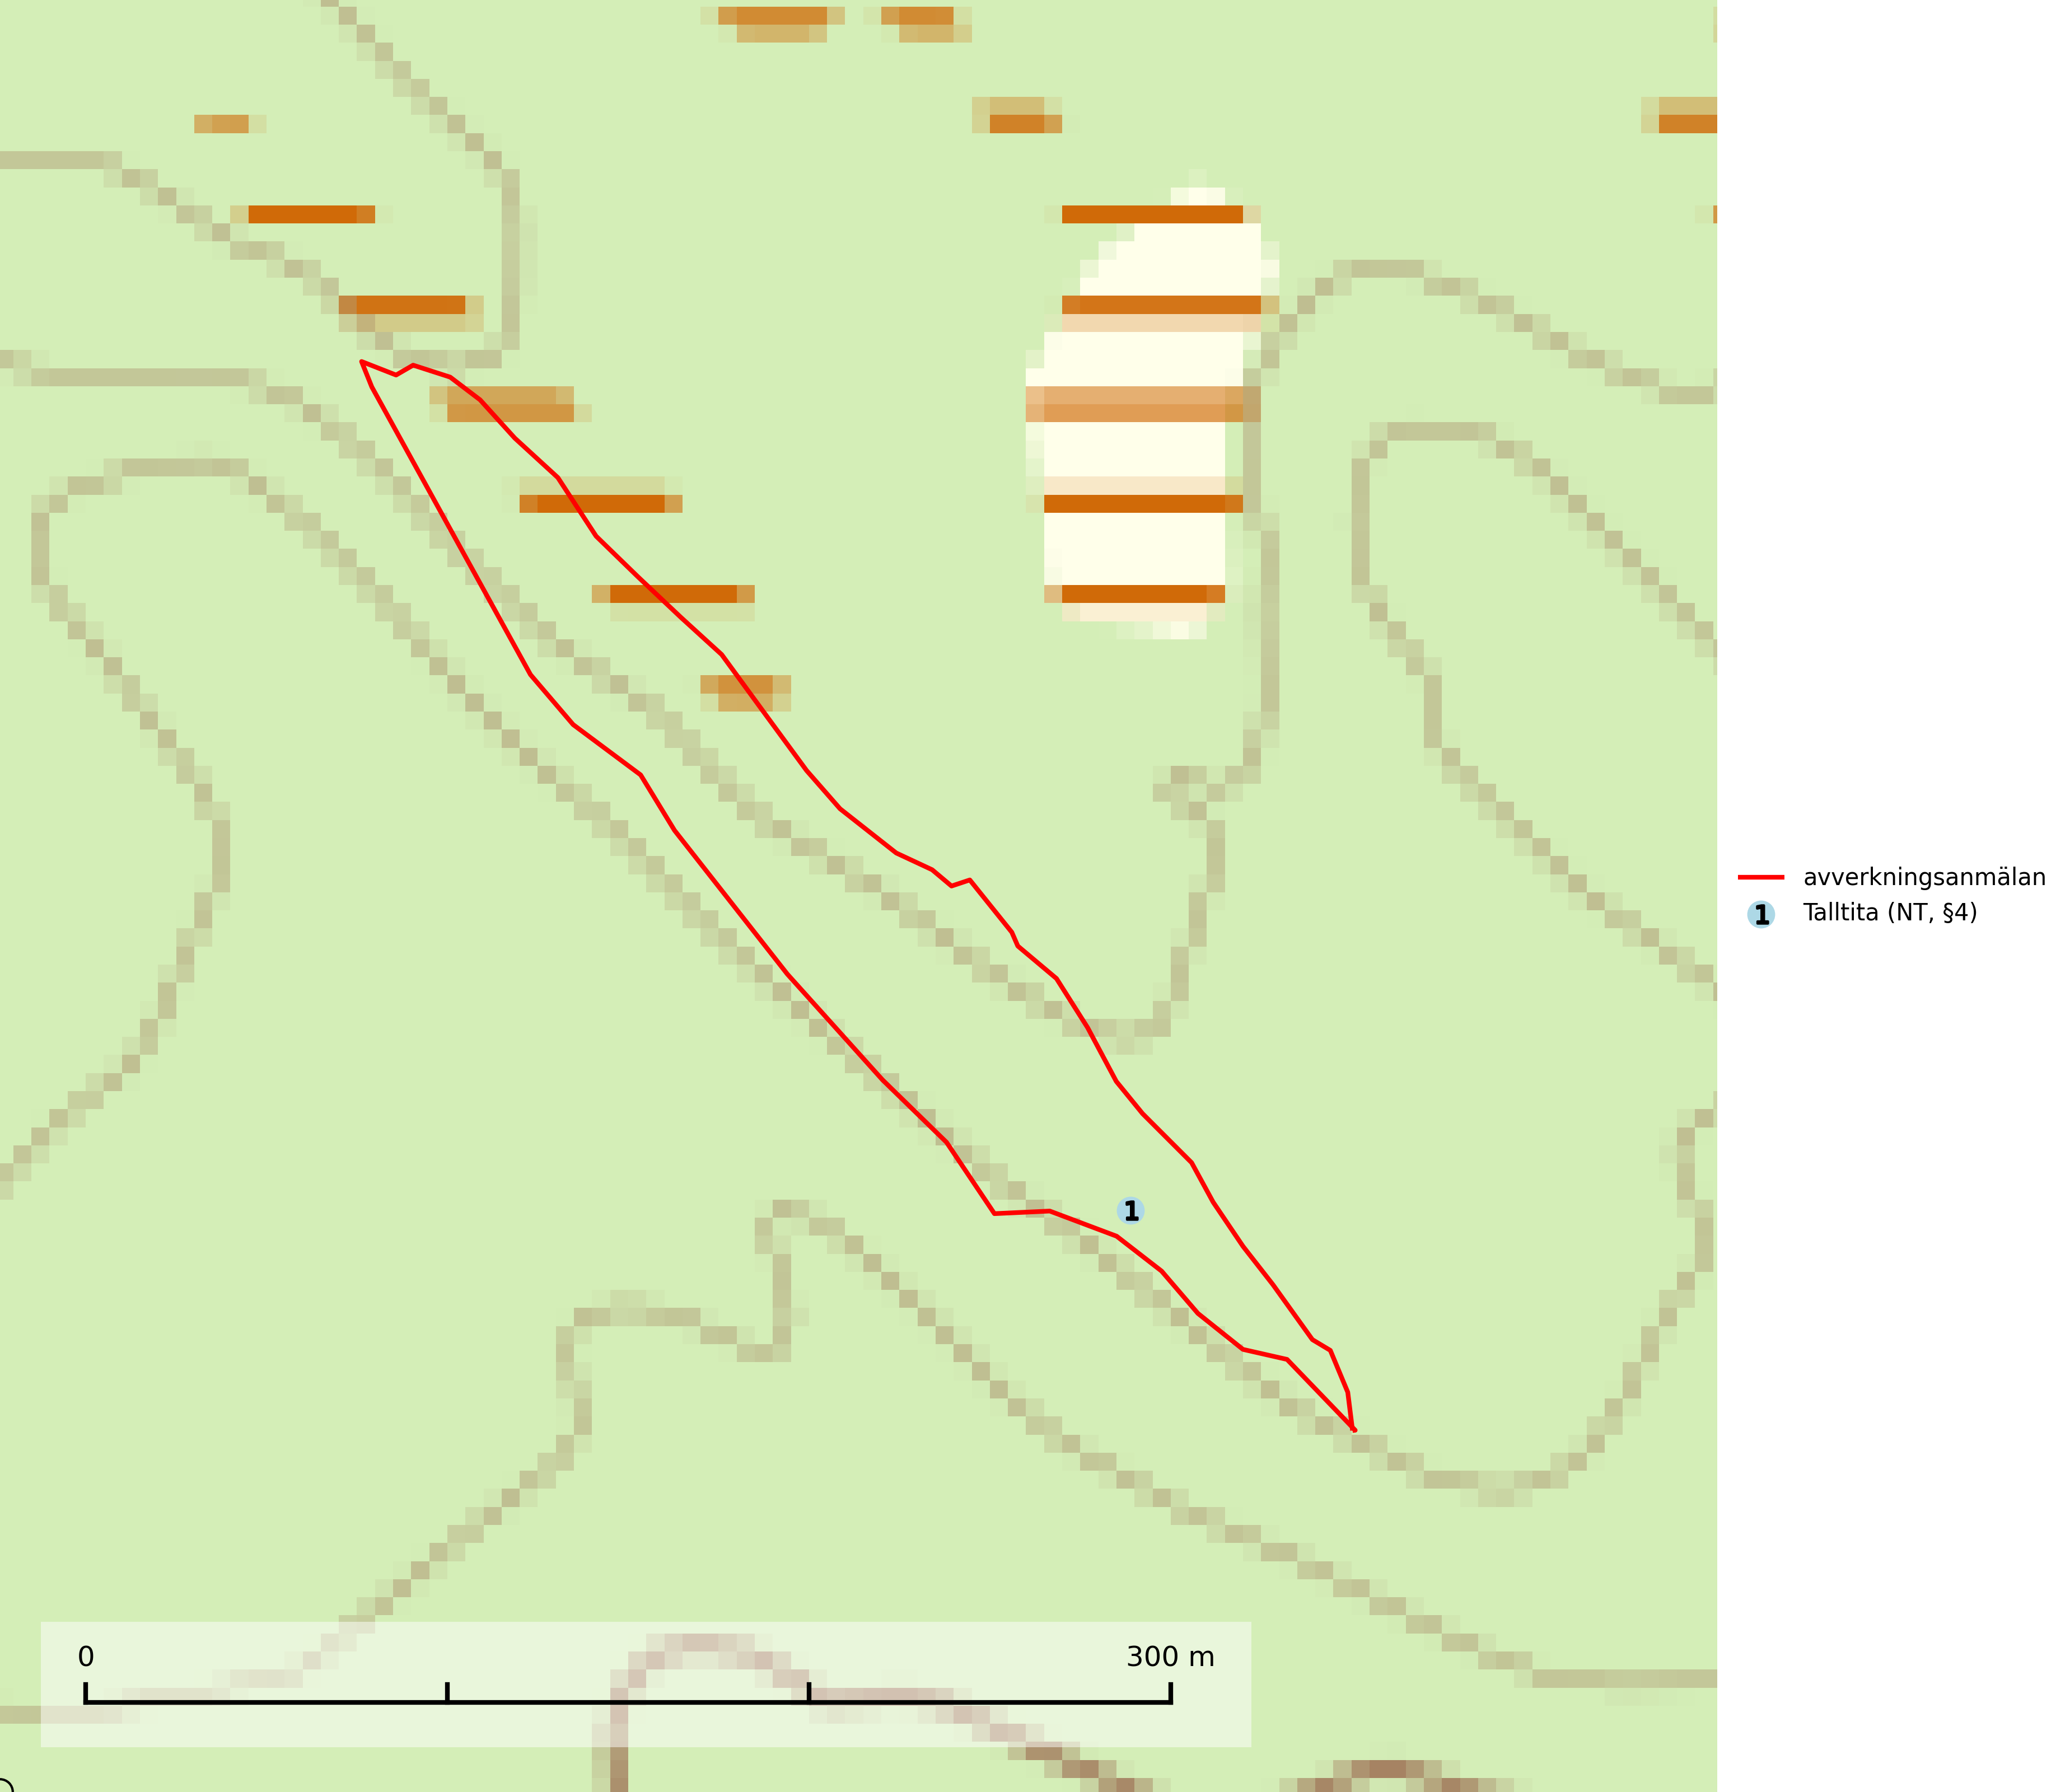 avverkningsanmälan
1 Talltita (NT, §4)
1
0 300 m